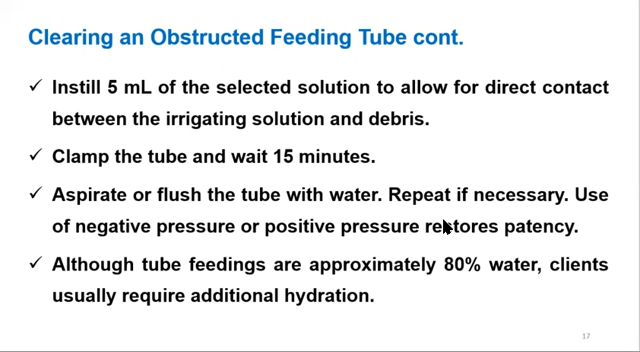 Clearing an Obstructed Feeding Tube cont.
✓ Instill 5 mL of the selected solution to allow for direct contact
between the irrigating solution and debris.
✓ Clamp the tube and wait 15 minutes.
✓ Aspirate or flush the tube with water. Repeat if necessary. Use
of negative pressure or positive pressure restores patency.
✓ Although tube feedings are approximately 80% water, clients
usually require additional hydration.
17